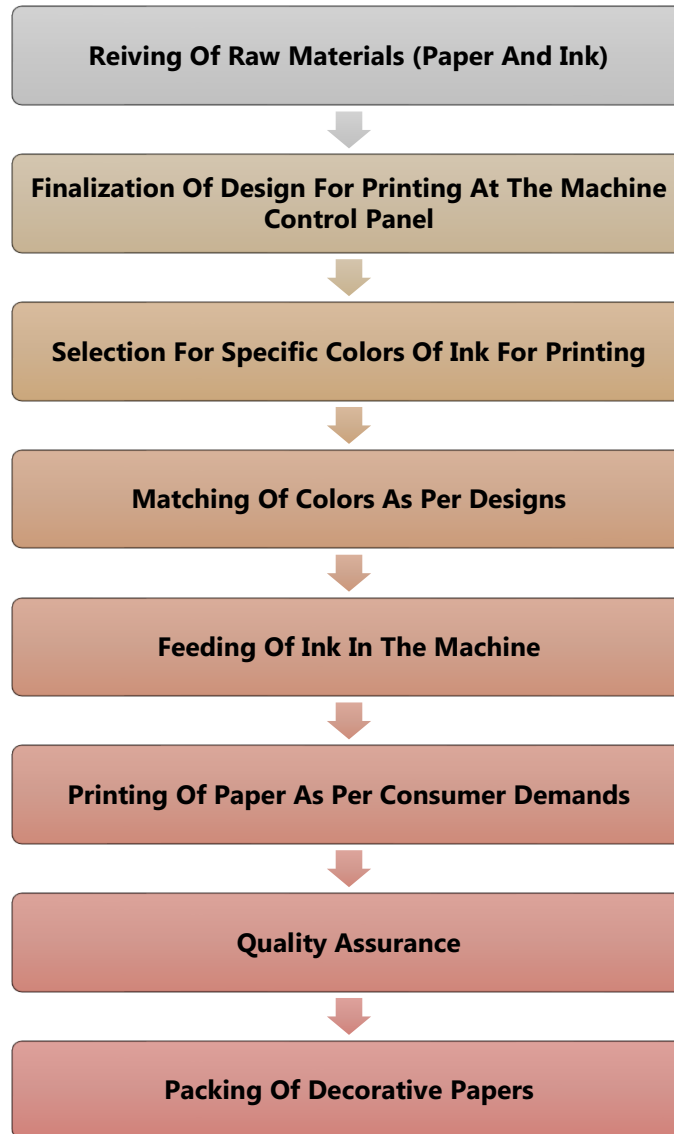 Reiving Of Raw Materials (Paper And Ink)
Finalization Of Design For Printing At The Machine
Control Panel
Selection For Specific Colors Of Ink For Printing
Matching Of Colors As Per Designs
Feeding Of Ink In The Machine
Printing Of Paper As Per Consumer Demands
Quality Assurance
Packing Of Decorative Papers